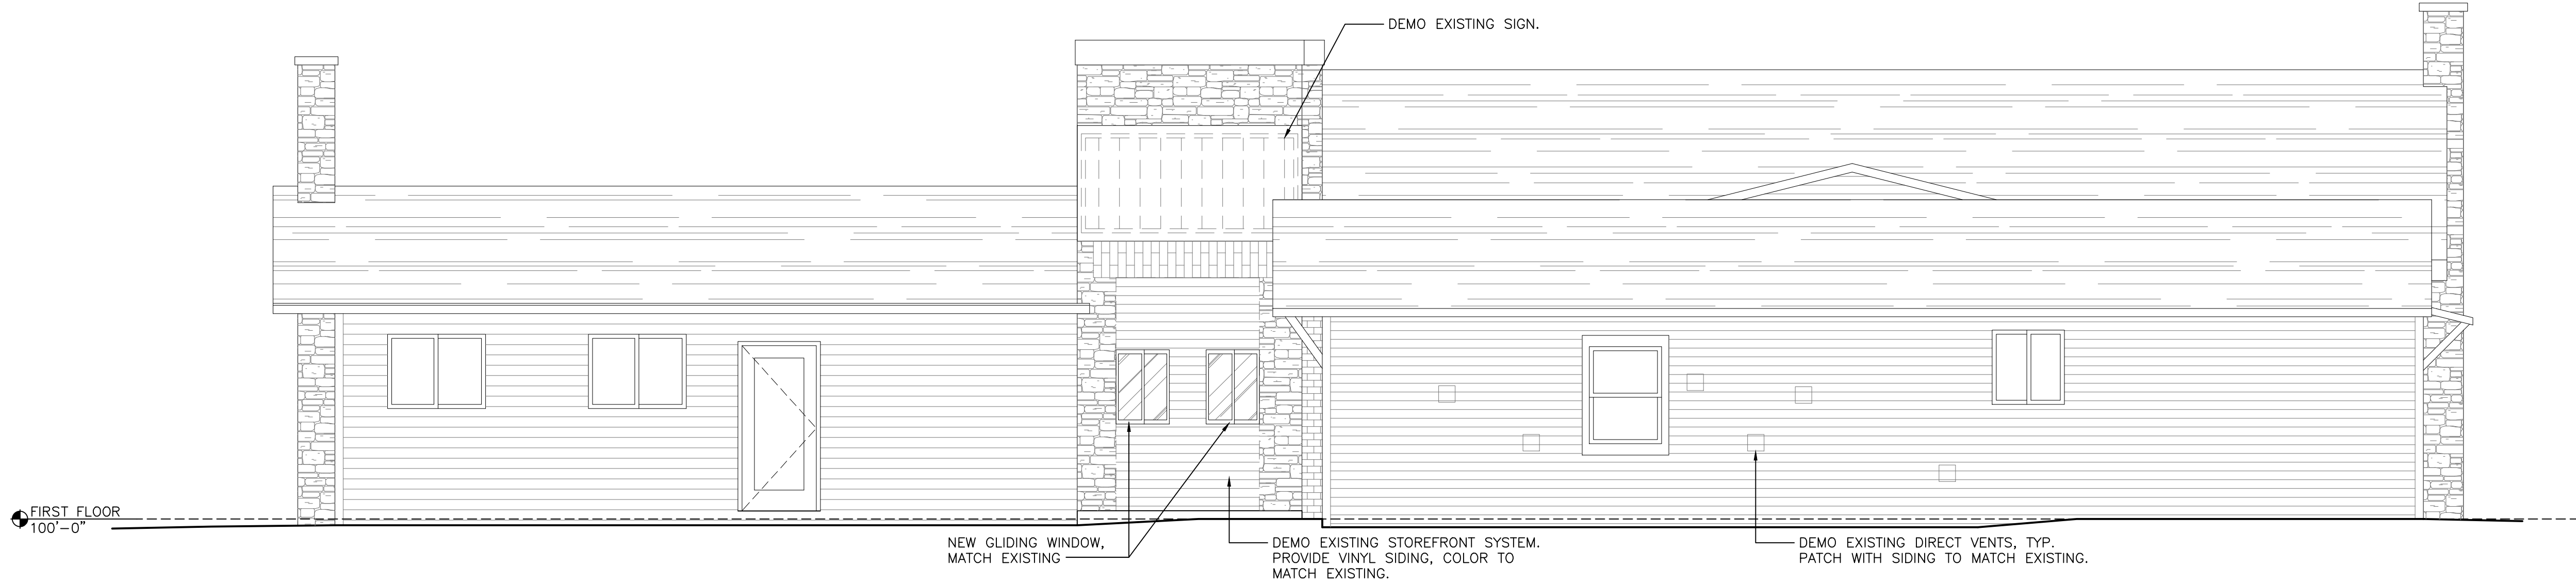 DEMO EXISTING SIGN.
FIRST FLOOR
100'-0"
NEW GLIDING WINDOW,
MATCH EXISTING
DEMO EXISTING STOREFRONT SYSTEM.
PROVIDE VINYL SIDING, COLOR TO
MATCH EXISTING.
DEMO EXISTING DIRECT VENTS, TYP.
PATCH WITH SIDING TO MATCH EXISTING.